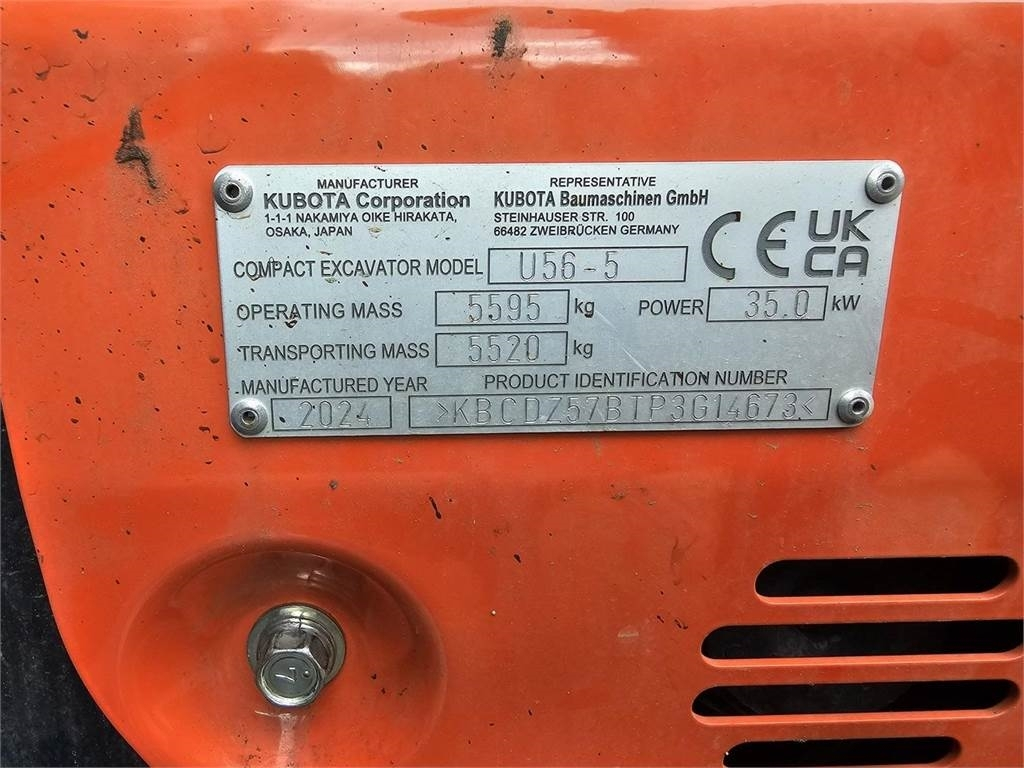 MANUFACTURER
KUBOTA Corporation
1-1-1 NAKAMIYA OIKE HIRAKATA,
OSAKA, JAPAN
REPRESENTATIVE
KUBOTA Baumaschinen GmbH
STEINHAUSER STR. 100
66482 ZWEIBRÜCKEN GERMANY
CE UK
CA
COMPACT EXCAVATOR MODEL U56-5
OPERATING MASS 5595 kg POWER 35.0 kW
TRANSPORTING MASS 5520 kg
MANUFACTURED YEAR PRODUCT IDENTIFICATION NUMBER
2024 >KBCDZ57BTP3G14673<
7